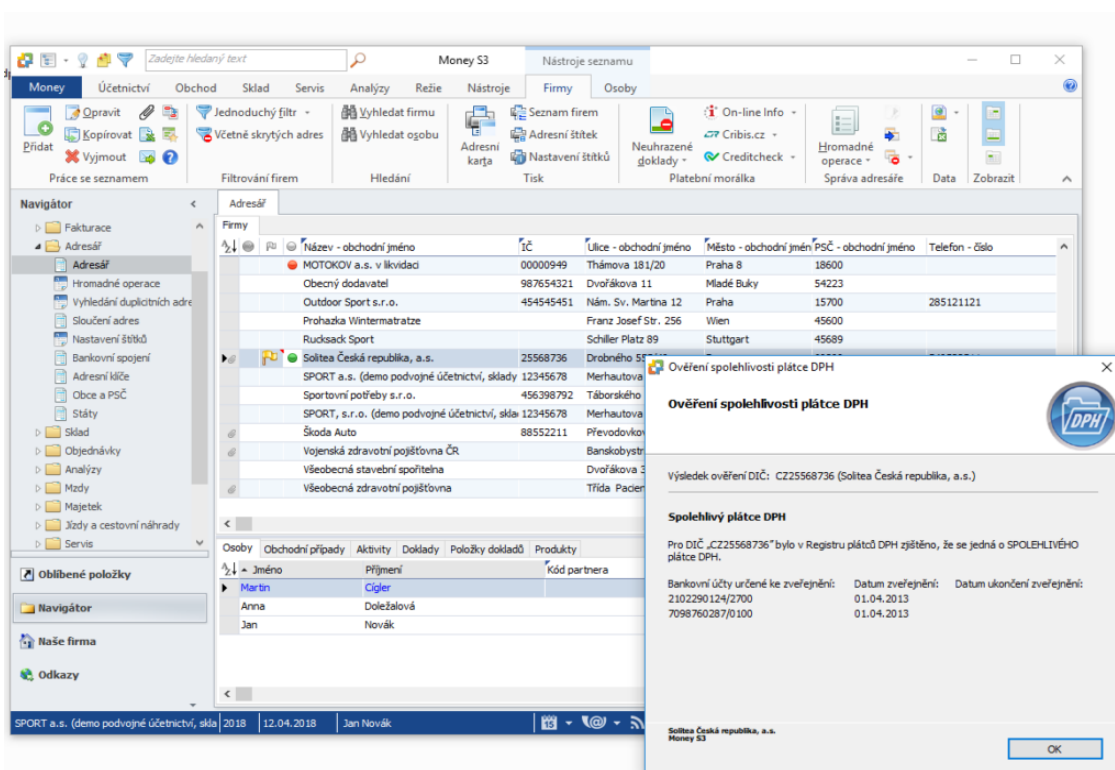 Zadejte hledaný text
Money S3
Nástroje seznamu
Money Účetnictví Obchod Sklad Servis Analýzy Režie Nástroje Firmy Osoby
Přidat
Opravit
Kopírovat
Vyjmout
Práce se seznamem
Jednoduchý filtr
Včetně skrytých adres
Filtrování firem
Vyhledat firmu
Vyhledat osobu
Hledání
Adresní karta
Seznam firem
Adresní štítek
Nastavení štítků
Tisk
Neuhrazené doklady
On-line Info
Cribis.cz
Creditcheck
Platební morálka
Hromadné operace
Správa adresáře
Data
Zobrazit
Navigátor
Fakturace
Adresář
Adresář
Hromadné operace
Vyhledání duplicitních adre
Sloučení adres
Nastavení štítků
Bankovní spojení
Adresní klíče
Obce a PSČ
Státy
Sklad
Objednávky
Analýzy
Mzdy
Majetek
Jízdy a cestovní náhrady
Servis
Oblíbené položky
Navigátor
Naše firma
Odkazy
Adresář
Firmy
Název - obchodní jméno IČ Ulice - obchodní jméno Město - obchodní jmén PSČ - obchodní jméno Telefon - číslo
MOTOKOV a.s. v likvidaci 00000949 Thámova 181/20 Praha 8 18600
Obecný dodavatel 987654321 Dvořákova 11 Mladé Buky 54223
Outdoor Sport s.r.o. 454545451 Nám. Sv. Martina 12 Praha 15700 285121121
Prohazka Wintermatratze Franz Josef Str. 256 Wien 45600
Rucksack Sport Schiller Platz 89 Stuttgart 45689
Solitea Česká republika, a.s. 25568736 Drobného
SPORT a.s. (demo podvojné účetnictví, sklady 12345678 Merhautova
Sportovní potřeby s.r.o. 456398792 Táborského
SPORT, s.r.o. (demo podvojné účetnictví, skla 12345678 Merhautova
Škoda Auto 88552211 Převodovkov
Vojenská zdravotní pojišťovna ČR Banskobystr
Všeobecná stavební spořitelna Dvořákova 3
Všeobecná zdravotní pojišťovna Třída Pacien
Osoby Obchodní případy Aktivity Doklady Položky dokladů Produkty
Jméno Příjmení Kód partnera
Martin Cígler
Anna Doležalová
Jan Novák
SPORT a.s. (demo podvojné účetnictví, skla 2018 12.04.2018 Jan Novák
Ověření spolehlivosti plátce DPH
Ověření spolehlivosti plátce DPH
DPH
Výsledek ověření DIČ: CZ25568736 (Solitea Česká republika, a.s.)
Spolehlivý plátce DPH
Pro DIČ „CZ25568736" bylo v Registru plátců DPH zjištěno, že se jedná o SPOLEHLIVÉHO
plátce DPH.
Bankovní účty určené ke zveřejnění: Datum zveřejnění: Datum ukončení zveřejnění:
2102290124/2700 01.04.2013
7098760287/0100 01.04.2013
Solitea Česká republika, a.s.
Money S3
OK